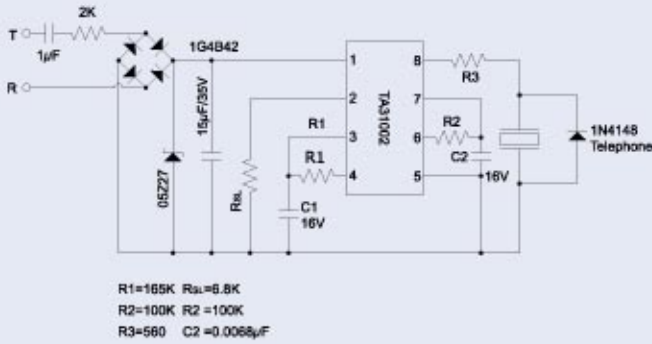 2K
T
1µF
R
1G4B42
05Z27
15µF/35V
RSL
R1
R1
C1
16V
1
2
3
4
TA31002
8
7
6
5
R3
R2
C2
16V
1N4148
Telephone
R1=165K RSL=6.8K
R2=100K R2 =100K
R3=560 C2 =0.0068µF